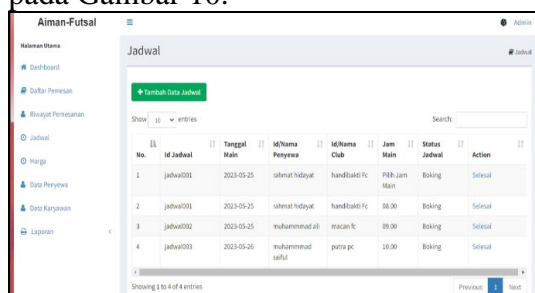 pada Gambar 10.
Aiman-Futsal
Admin
Halaman Utama
Jadwal
Jadwal
Dashboard
Daftar Pemesan
+ Tambah Data Jadwal
Riwayat Pemesanan
Show 10 entries Search:
Jadwal
Harga
No. Id Jadwal Tanggal Main Id/Nama Penyewa Id/Nama Club Jam Main Status Jadwal Action
Data Penyewa
1 jadwal001 2023-05-25 rahmat hidayat handibakti Fc Pilih Jam Main Boking Selesai
Data Karyawan
2 jadwal001 2023-05-25 rahmat hidayat handibakti Fc 08.00 Boking Selesai
Laporan
3 jadwal002 2023-05-25 muhammmad ali macan fc 09.00 Boking Selesai
4 jadwal003 2023-05-26 muhammmad saiful putra pc 10.00 Boking Selesai
Showing 1 to 4 of 4 entries
Previous 1 Next